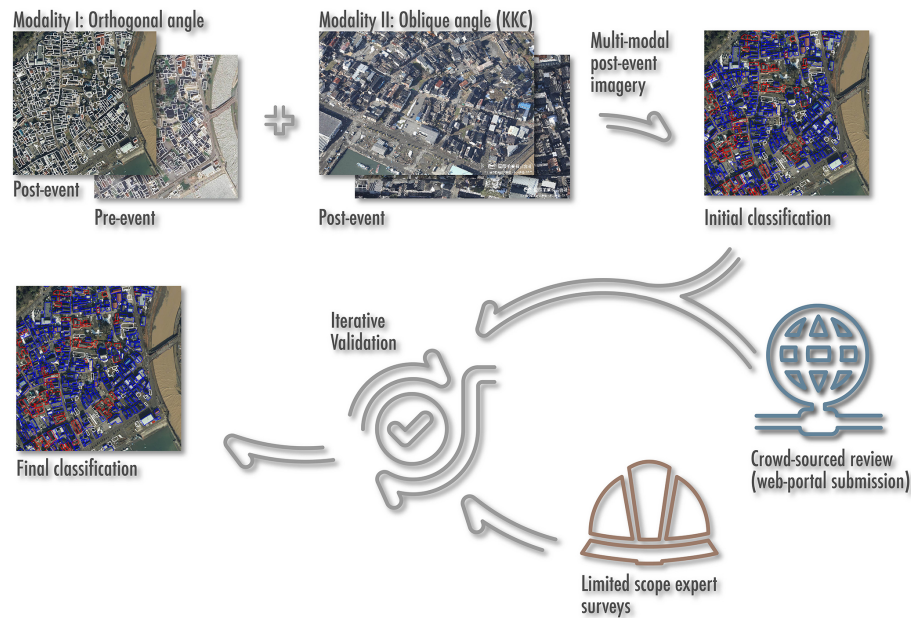 Modality I: Orthogonal angle
Modality II: Oblique angle (KKC)
Multi-modal
post-event
imagery
Post-event
Pre-event
Post-event
Initial classification
Iterative
Validation
Final classification
Crowd-sourced review
(web-portal submission)
Limited scope expert
surveys